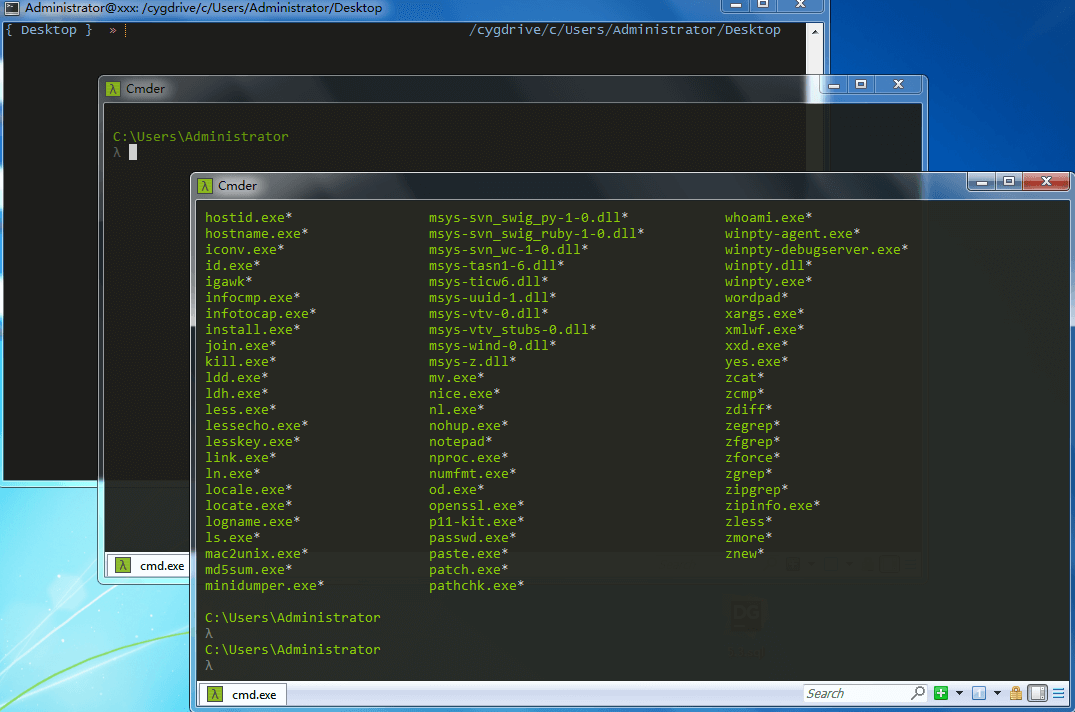 Administrator@xxx: /cygdrive/c/Users/Administrator/Desktop
{ Desktop } » /cygdrive/c/Users/Administrator/Desktop
λ Cmder
C:\Users\Administrator
λ
λ Cmder
hostid.exe* msys-svn_swig_py-1-0.dll* whoami.exe*
hostname.exe* msys-svn_swig_ruby-1-0.dll* winpty-agent.exe*
iconv.exe* msys-svn_wc-1-0.dll* winpty-debugserver.exe*
id.exe* msys-tasn1-6.dll* winpty.dll*
igawk* msys-ticw6.dll* winpty.exe*
infocmp.exe* msys-uuid-1.dll* wordpad*
infotocap.exe* msys-vtv-0.dll* xargs.exe*
install.exe* msys-vtv_stubs-0.dll* xmlwf.exe*
join.exe* msys-wind-0.dll* xxd.exe*
kill.exe* msys-z.dll* yes.exe*
ldd.exe* mv.exe* zcat*
ldh.exe* nice.exe* zcmp*
less.exe* nl.exe* zdiff*
lessecho.exe* nohup.exe* zegrep*
lesskey.exe* notepad* zfgrep*
link.exe* nproc.exe* zforce*
ln.exe* numfmt.exe* zgrep*
locale.exe* od.exe* zipgrep*
locate.exe* openssl.exe* zipinfo.exe*
logname.exe* p11-kit.exe* zless*
ls.exe* passwd.exe* zmore*
mac2unix.exe* paste.exe* znew*
md5sum.exe* patch.exe*
minidumper.exe* pathchk.exe*
C:\Users\Administrator
λ
C:\Users\Administrator
λ
λ cmd.exe
DG
λ cmd.exe Search 1